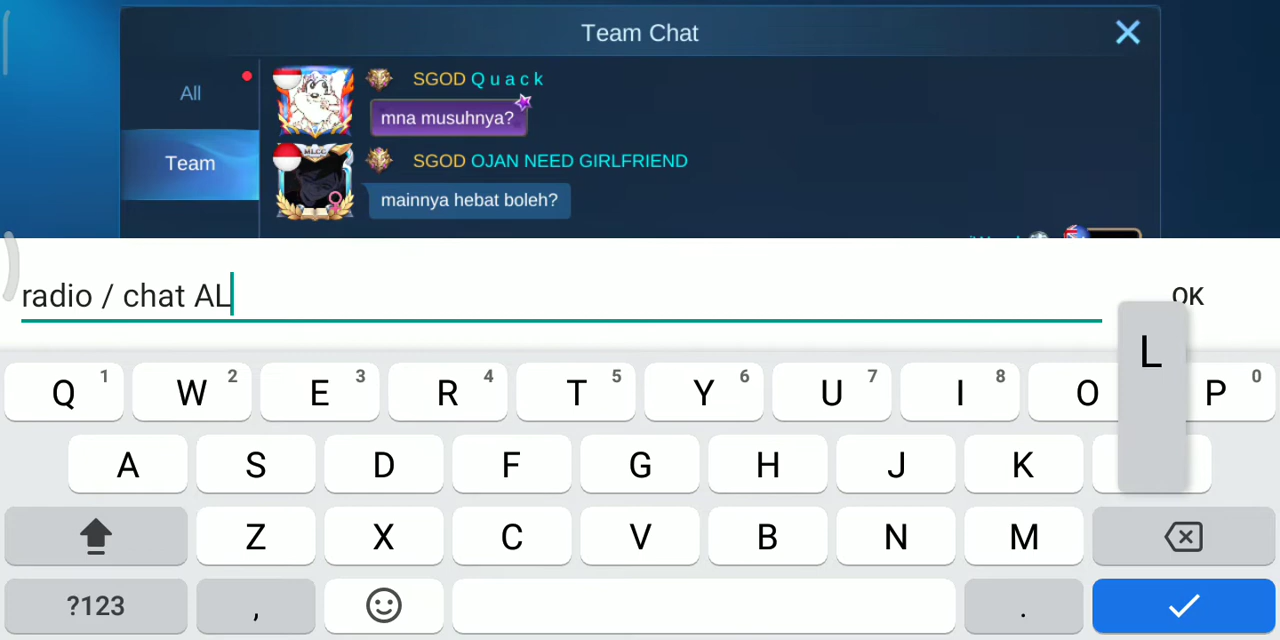 Team Chat
All
SGOD Q u a c k
mna musuhnya?
Team
SGOD OJAN NEED GIRLFRIEND
mainnya hebat boleh?
radio / chat AL
OK
L
Q 1 W 2 E 3 R 4 T 5 Y 6 U 7 I 8 O P 0
A S D F G H J K
Z X C V B N M
?123 , .